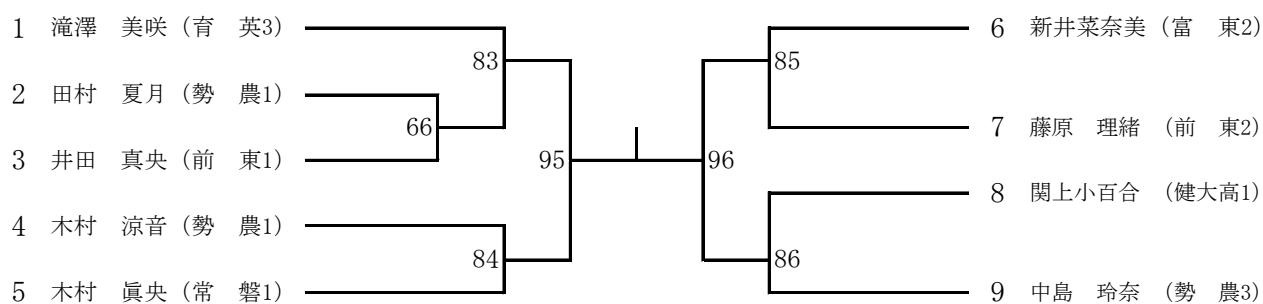 1 滝澤 美咲 (育 英3)
2 田村 夏月 (勢 農1)
3 井田 真央 (前 東1)
4 木村 涼音 (勢 農1)
5 木村 眞央 (常 磐1)
83
66
95
84
96
85
86
6 新井菜奈美 (富 東2)
7 藤原 理緒 (前 東2)
8 関上小百合 (健大高1)
9 中島 玲奈 (勢 農3)